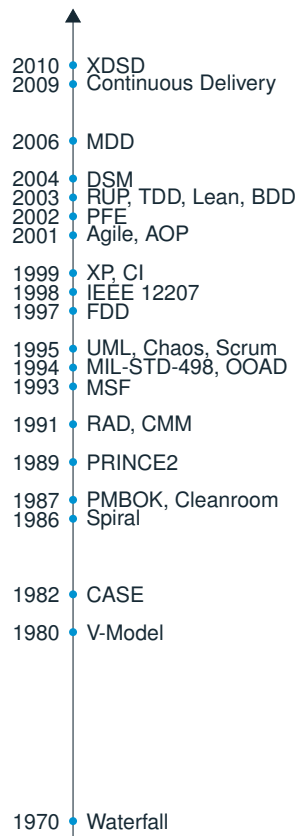 2010 XDSD
2009 Continuous Delivery
2006 MDD
2004 DSM
2003 RUP, TDD, Lean, BDD
2002 PFE
2001 Agile, AOP
1999 XP, CI
1998 IEEE 12207
1997 FDD
1995 UML, Chaos, Scrum
1994 MIL-STD-498, OOAD
1993 MSF
1991 RAD, CMM
1989 PRINCE2
1987 PMBOK, Cleanroom
1986 Spiral
1982 CASE
1980 V-Model
1970 Waterfall